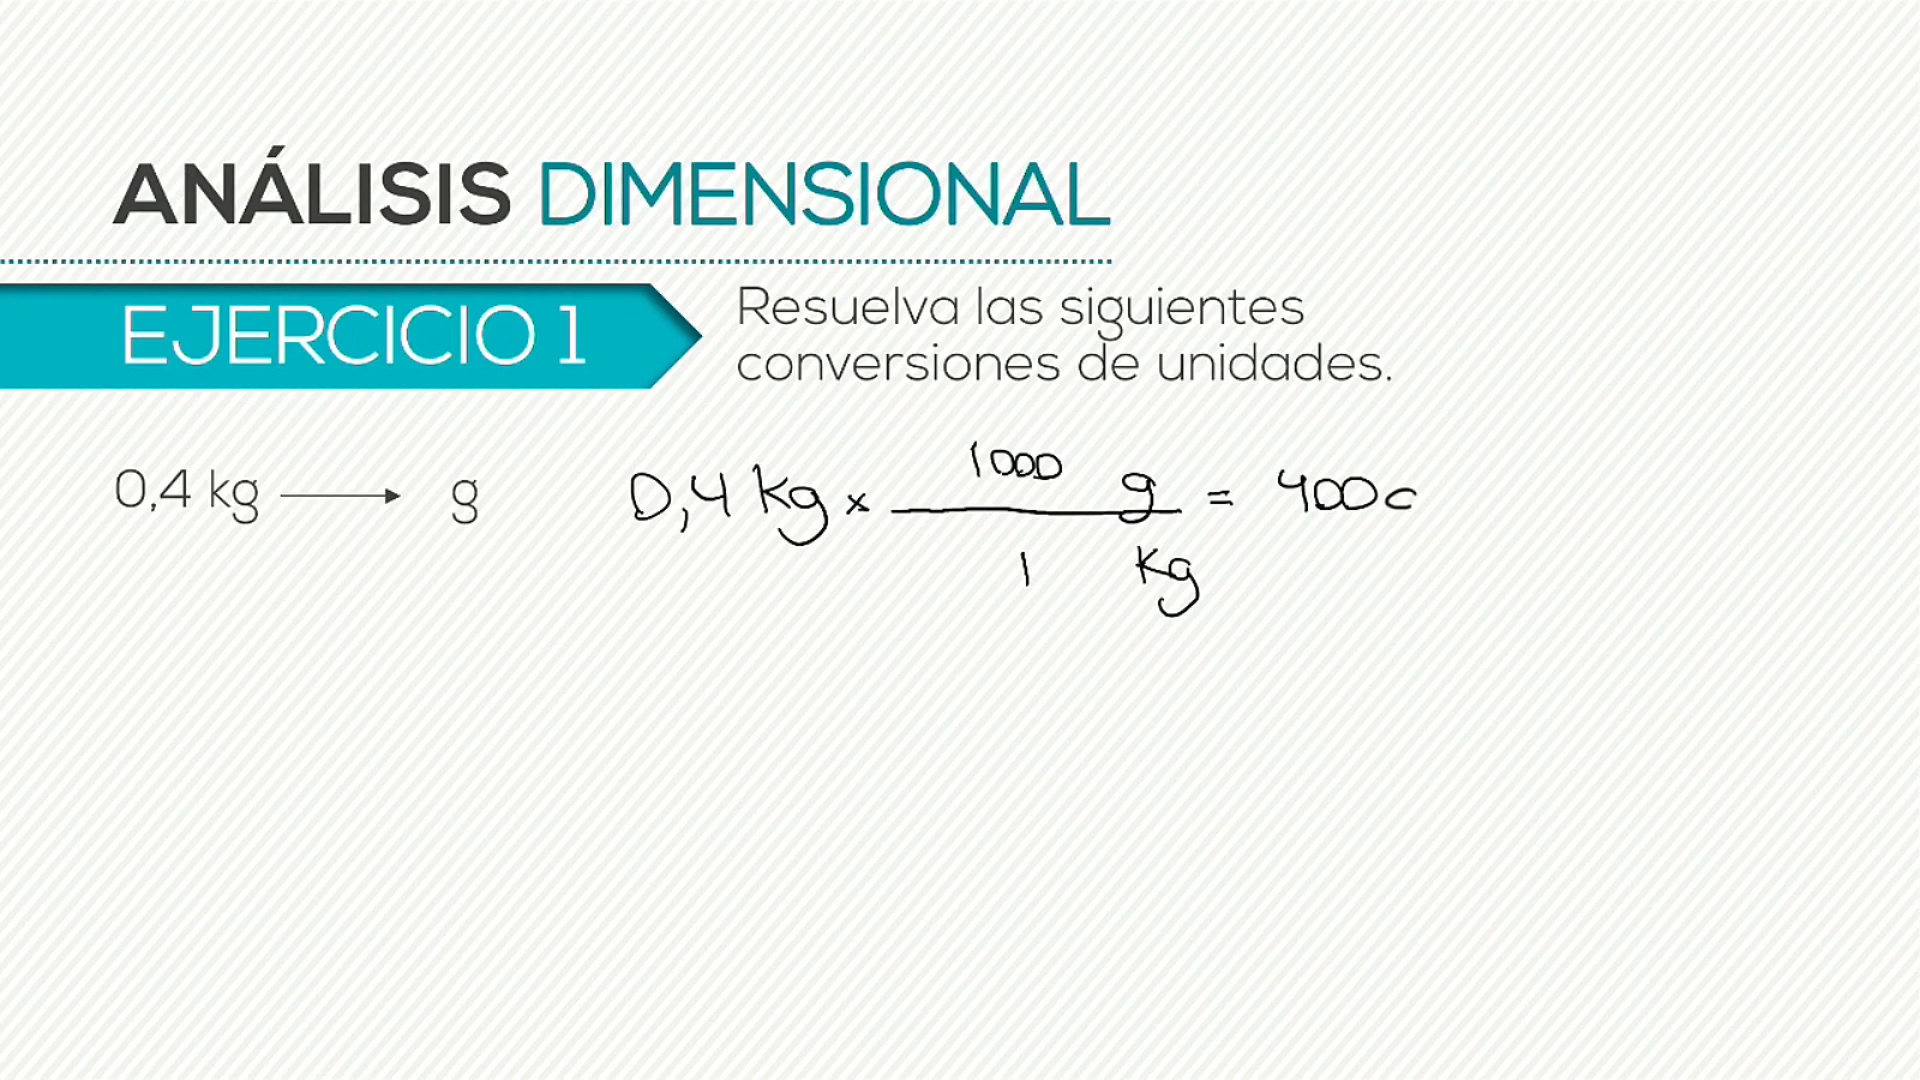 ANÁLISIS DIMENSIONAL
EJERCICIO 1
Resuelva las siguientes
conversiones de unidades.
0,4 kg → g
0,4 kg × 1000 g = 400
1 kg